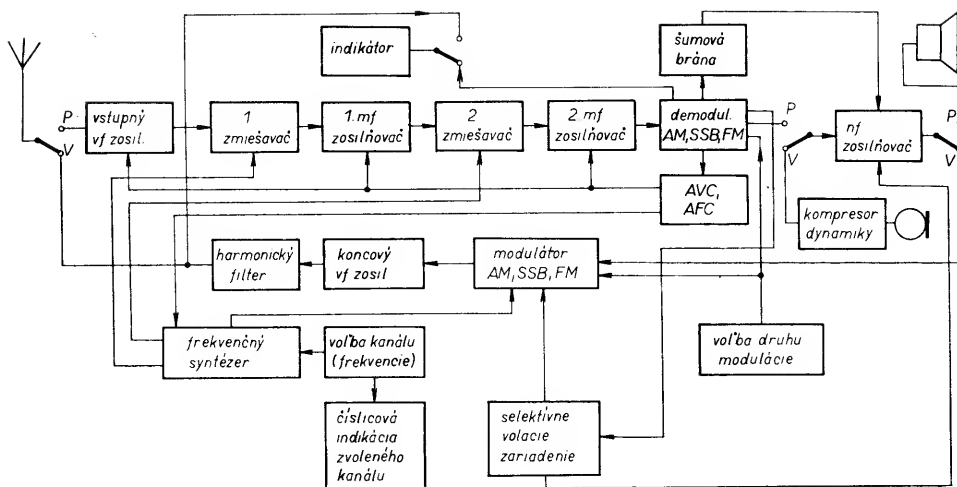 indikátor
šumová
brána
P
V
vstupný
vf zosil.
1
zmiešavač
1. mf
zosilňovač
2
zmiešavač
2 mf
zosilňovač
demodul.
AM,SSB,FM
P
V
nf
zosilňovač
P
V
AVC,
AFC
kompresor
dynamiky
harmonický
filter
koncový
vf zosil
modulátor
AM,SSB,FM
frekvenčný
syntézer
voľba kanálu
(frekvencie)
voľba druhu
modulácie
číslicová
indikácia
zvoleného
kanálu
selektívne
volacie
zariadenie